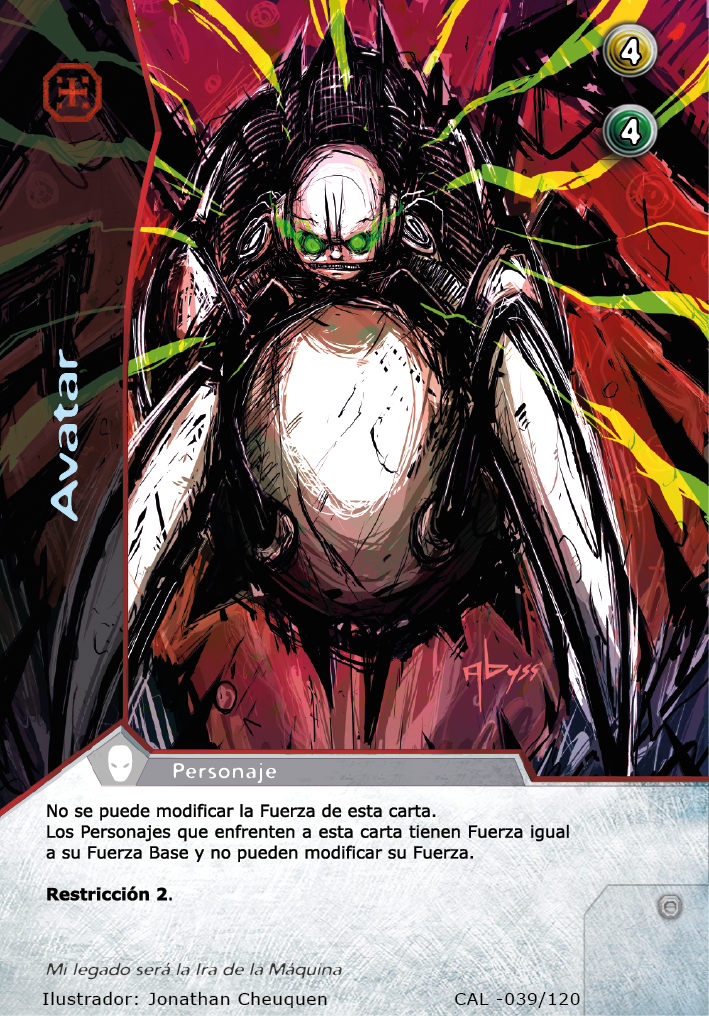 4
4
Avatar
Abyss
Personaje
No se puede modificar la Fuerza de esta carta.
Los Personajes que enfrenten a esta carta tienen Fuerza igual
a su Fuerza Base y no pueden modificar su Fuerza.
Restricción 2.
Mi legado será la Ira de la Máquina
Ilustrador: Jonathan Cheuquen
CAL -039/120